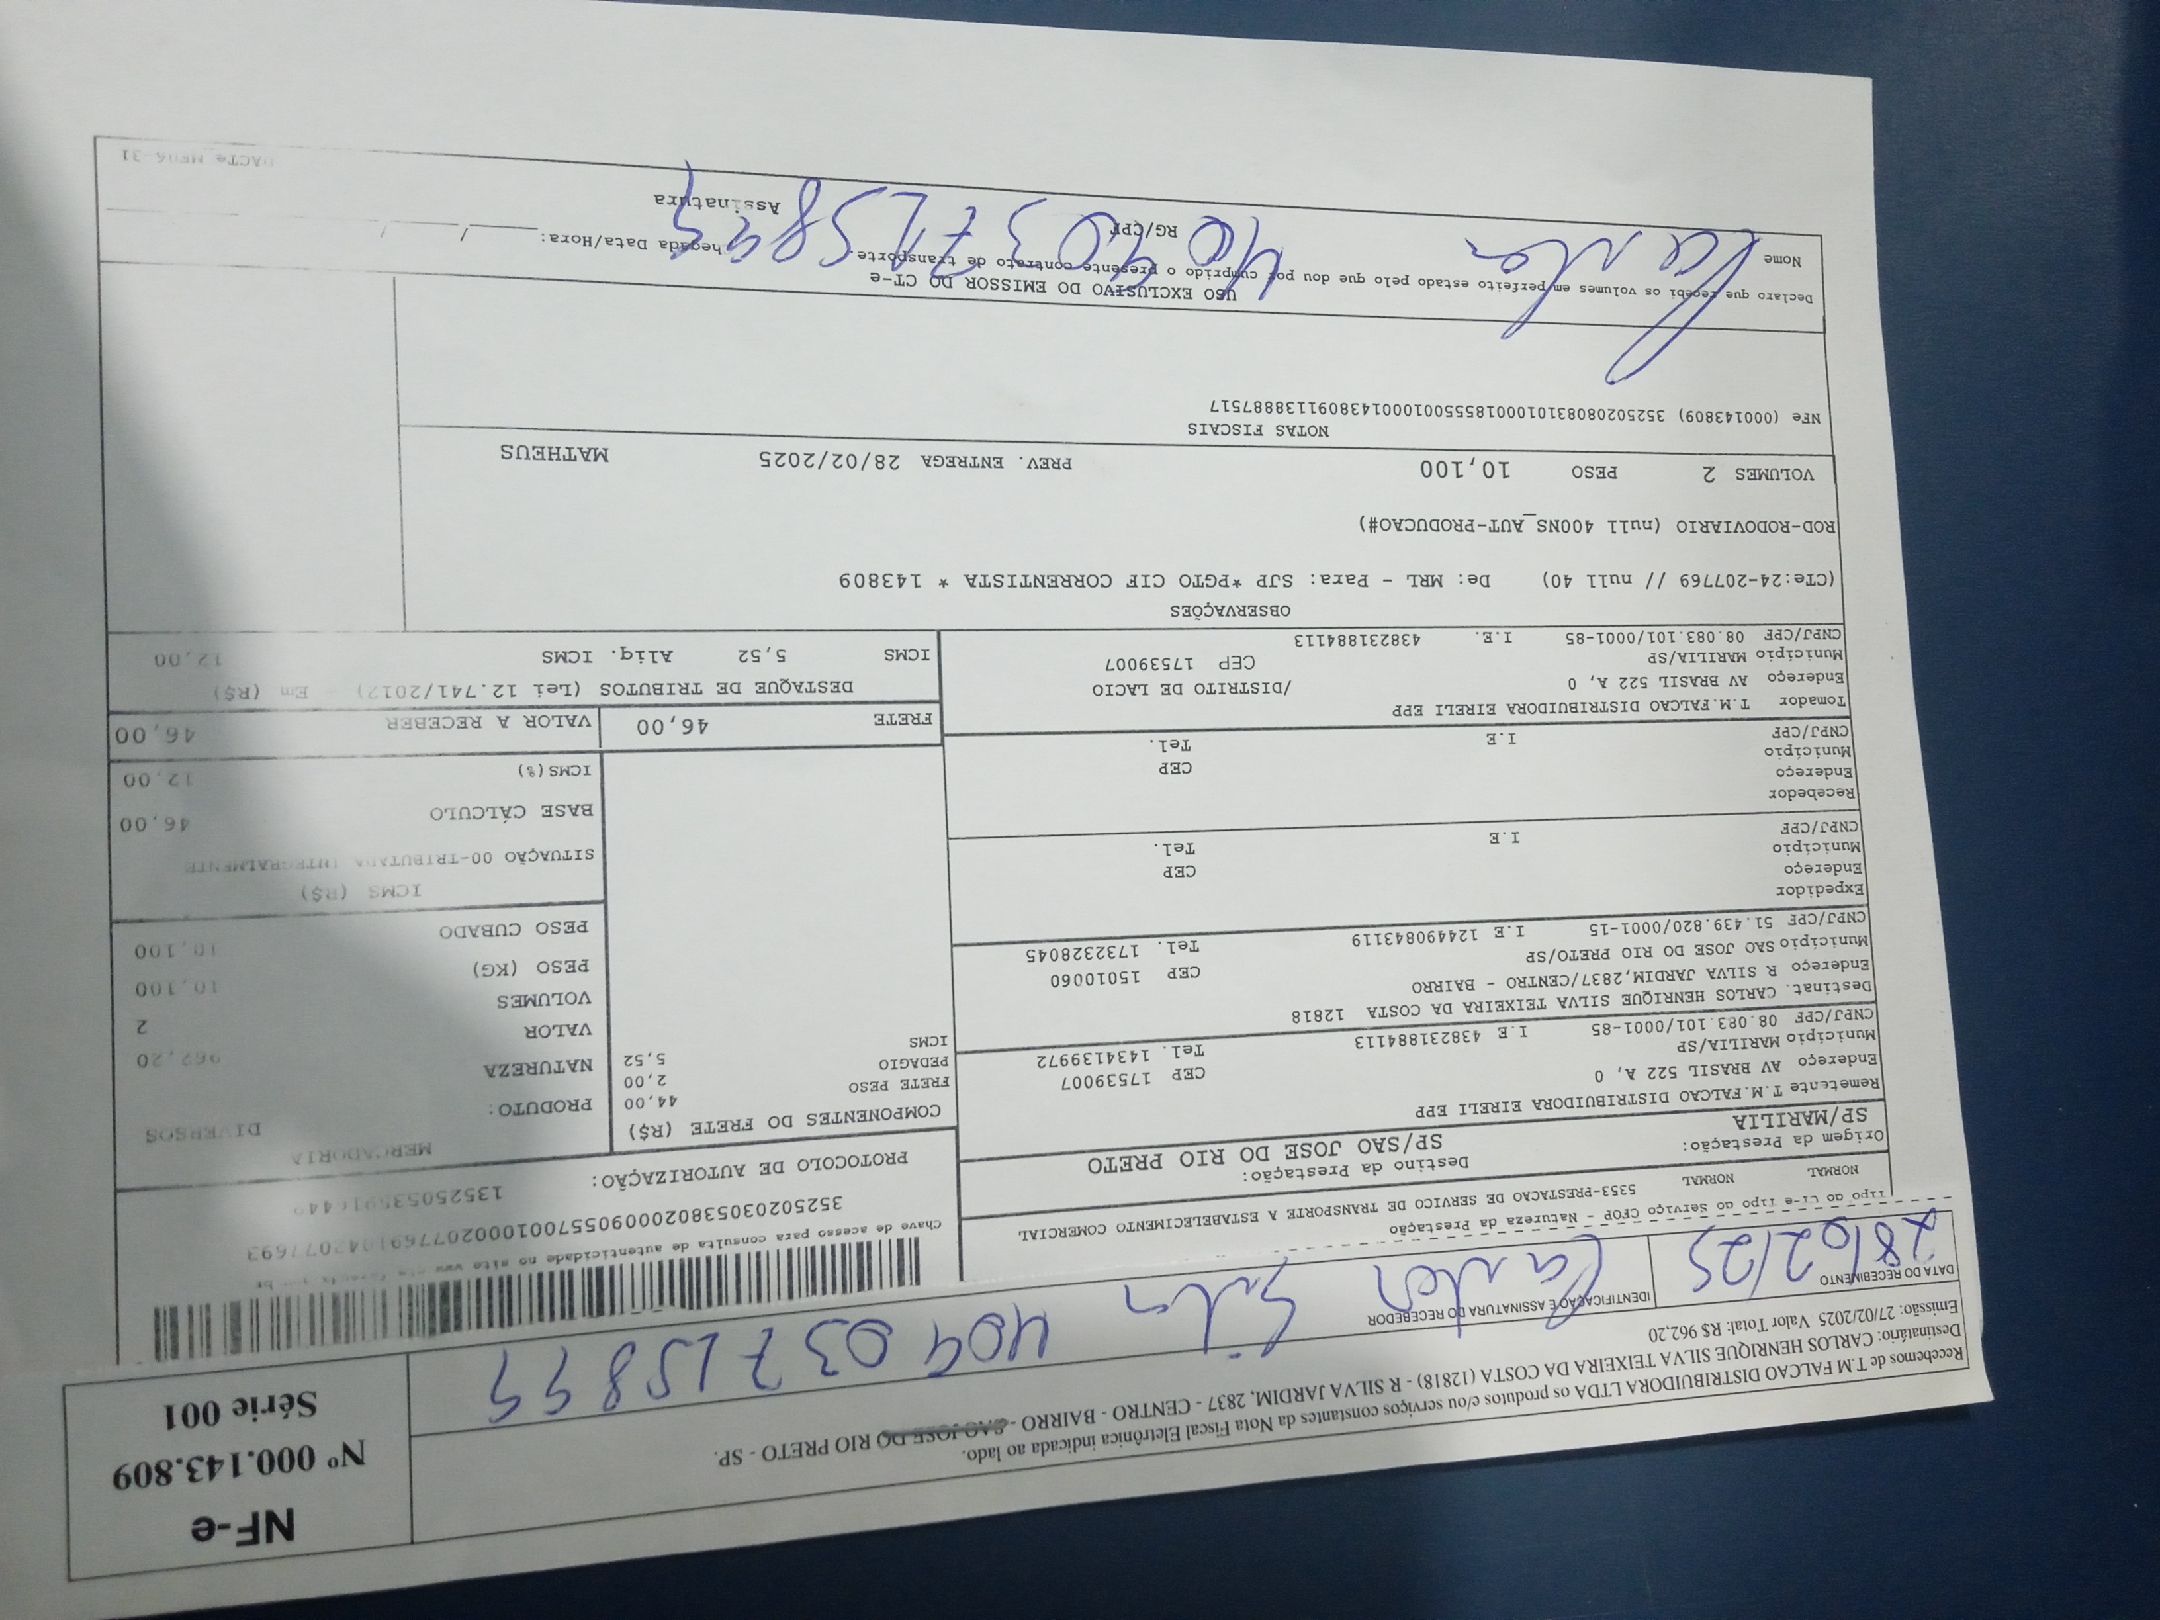 Recebemos de T.M FALCAO DISTRIBUIDORA LTDA os produtos e/ou serviços constantes da Nota Fiscal Eletrônica indicada ao lado.
Destinatário: CARLOS HENRIQUE SILVA TEIXEIRA DA COSTA (12818) - R SILVA JARDIM, 2837 - CENTRO - BAIRRO - SAO JOSE DO RIO PRETO - SP.
Emissão: 27/02/2025 Valor Total: R$ 962,20
NF-e
Nº 000.143.809
Série 001
DATA DO RECEBIMENTO
28/02/25
IDENTIFICAÇÃO E ASSINATURA DO RECEBEDOR
Tipo do CT-e Tipo do Serviço CFOP - Natureza da Prestação
NORMAL NORMAL 5353-PRESTACAO DE SERVICO DE TRANSPORTE A ESTABELECIMENTO COMERCIAL
Origem da Prestação: Destino da Prestação:
SP/MARILIA SP/SAO JOSE DO RIO PRETO
Chave de acesso para consulta de autenticidade no site
PROTOCOLO DE AUTORIZAÇÃO:
Remetente T.M.FALCAO DISTRIBUIDORA EIRELI EPP
Endereço AV BRASIL 522 A, 0 CEP 17539007
Município MARILIA/SP Tel. 1434139972
CNPJ/CPF 08.083.101/0001-85 I.E 438231884113
Destinat. CARLOS HENRIQUE SILVA TEIXEIRA DA COSTA 12818
Endereço R SILVA JARDIM,2837/CENTRO - BAIRRO CEP 15010060
Município SAO JOSE DO RIO PRETO/SP Tel. 1732328045
CNPJ/CPF 51.439.820/0001-15 I.E 124490843119
Expedidor
Endereço CEP
Município Tel.
CNPJ/CPF I.E
Recebedor
Endereço CEP
Município Tel.
CNPJ/CPF I.E
Tomador T.M.FALCAO DISTRIBUIDORA EIRELI EPP
Endereço AV BRASIL 522 A, 0 /DISTRITO DE LACIO
Município MARILIA/SP CEP 17539007
CNPJ/CPF 08.083.101/0001-85 I.E. 438231884113
COMPONENTES DO FRETE (R$)
FRETE PESO 44,00
PEDAGIO 2,00
ICMS 5,52
MERCADORIA
PRODUTO: DIVERSOS
NATUREZA
VALOR 962,20
VOLUMES 2
PESO (KG) 10,100
PESO CUBADO 10,100
ICMS (R$)
SITUAÇÃO 00-TRIBUTADA INTEGRALMENTE
BASE CÁLCULO 46,00
ICMS(%) 12,00
FRETE 46,00 VALOR A RECEBER 46,00
DESTAQUE DE TRIBUTOS (Lei 12.741/2012) - Em (R$)
ICMS 5,52 Aliq. ICMS 12,00
OBSERVAÇÕES
(CTe:24-207769 // null 40) De: MRL - Para: SJP *PGTO CIF CORRENTISTA * 143809
ROD-RODOVIARIO (null 400NS_AUT-PRODUCAO#)
VOLUMES 2 PESO 10,100 PREV. ENTREGA 28/02/2025 MATHEUS
NOTAS FISCAIS
NFe (000143809) 35250208083101000185550010001438091138887517
USO EXCLUSIVO DO EMISSOR DO CT-e
Declaro que recebi os volumes em perfeito estado pelo que dou por cumprido o presente contrato de transporte
Nome RG/CPF Assinatura
Chegada Data/Hora: / /
DACTe MF06-31